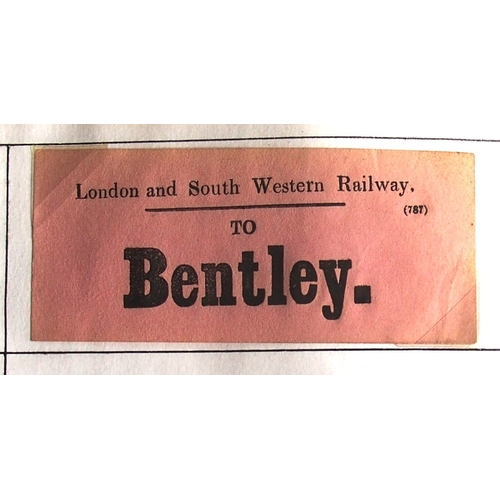 London and South Western Railway.
(787)
TO
Bentley.